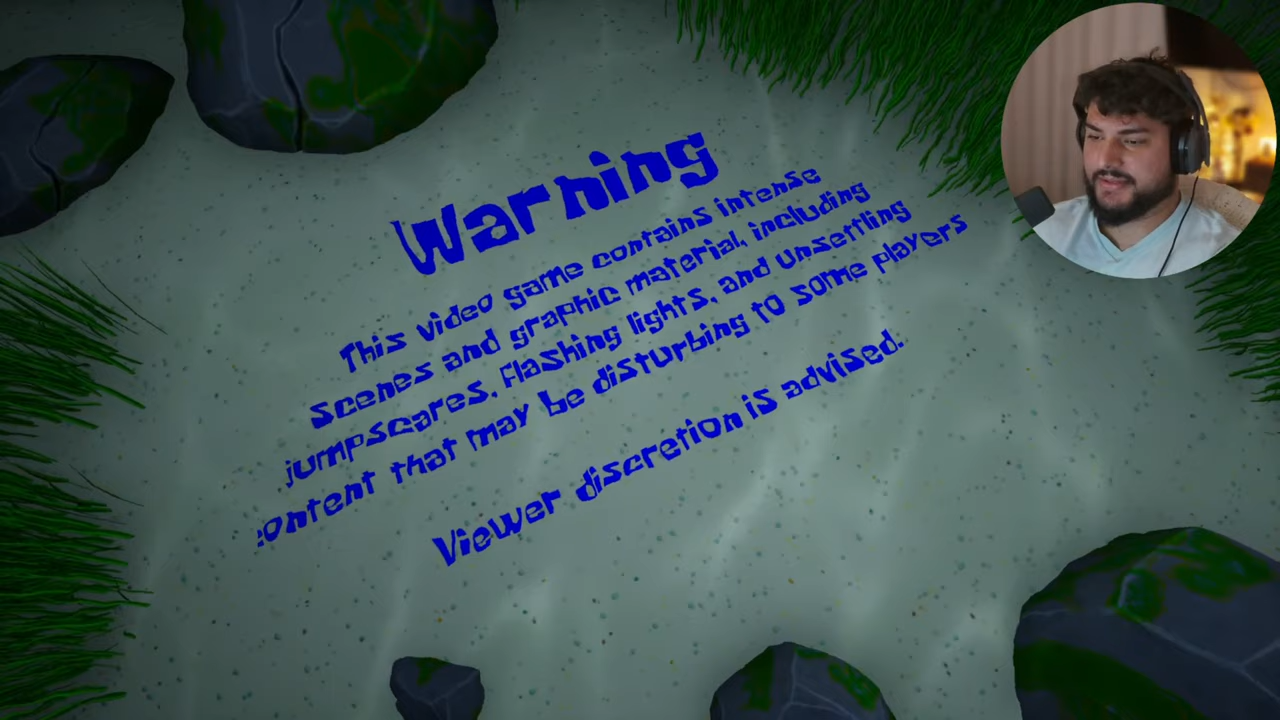 Warning
This video game contains intense
scenes and graphic material, including
jumpscares, flashing lights, and unsettling
content that may be disturbing to some players
Viewer discretion is advised.